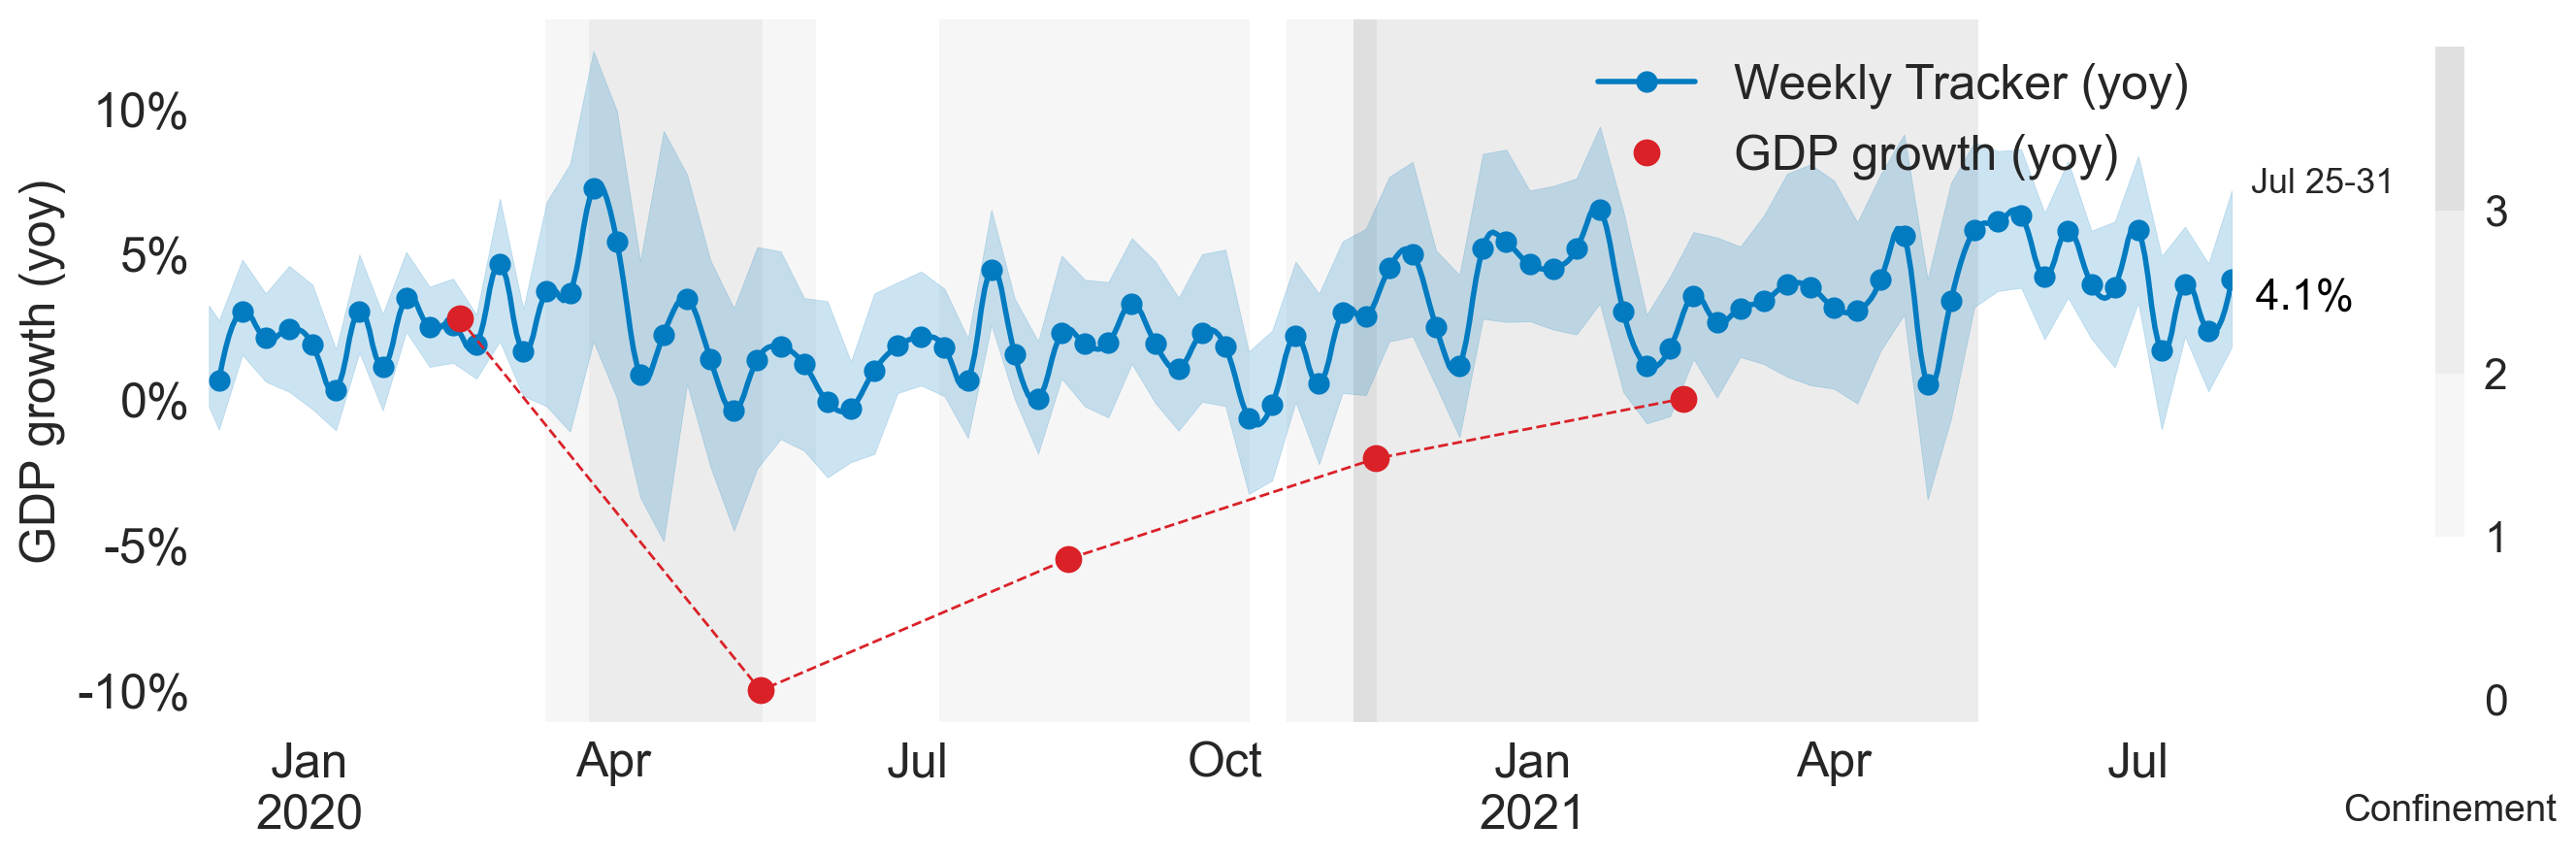 GDP growth (yoy)
10%
5%
0%
-5%
-10%
Weekly Tracker (yoy)
GDP growth (yoy)
Jul 25-31
4.1%
3
2
1
0
Jan
2020
Apr
Jul
Oct
Jan
2021
Apr
Jul
Confinement